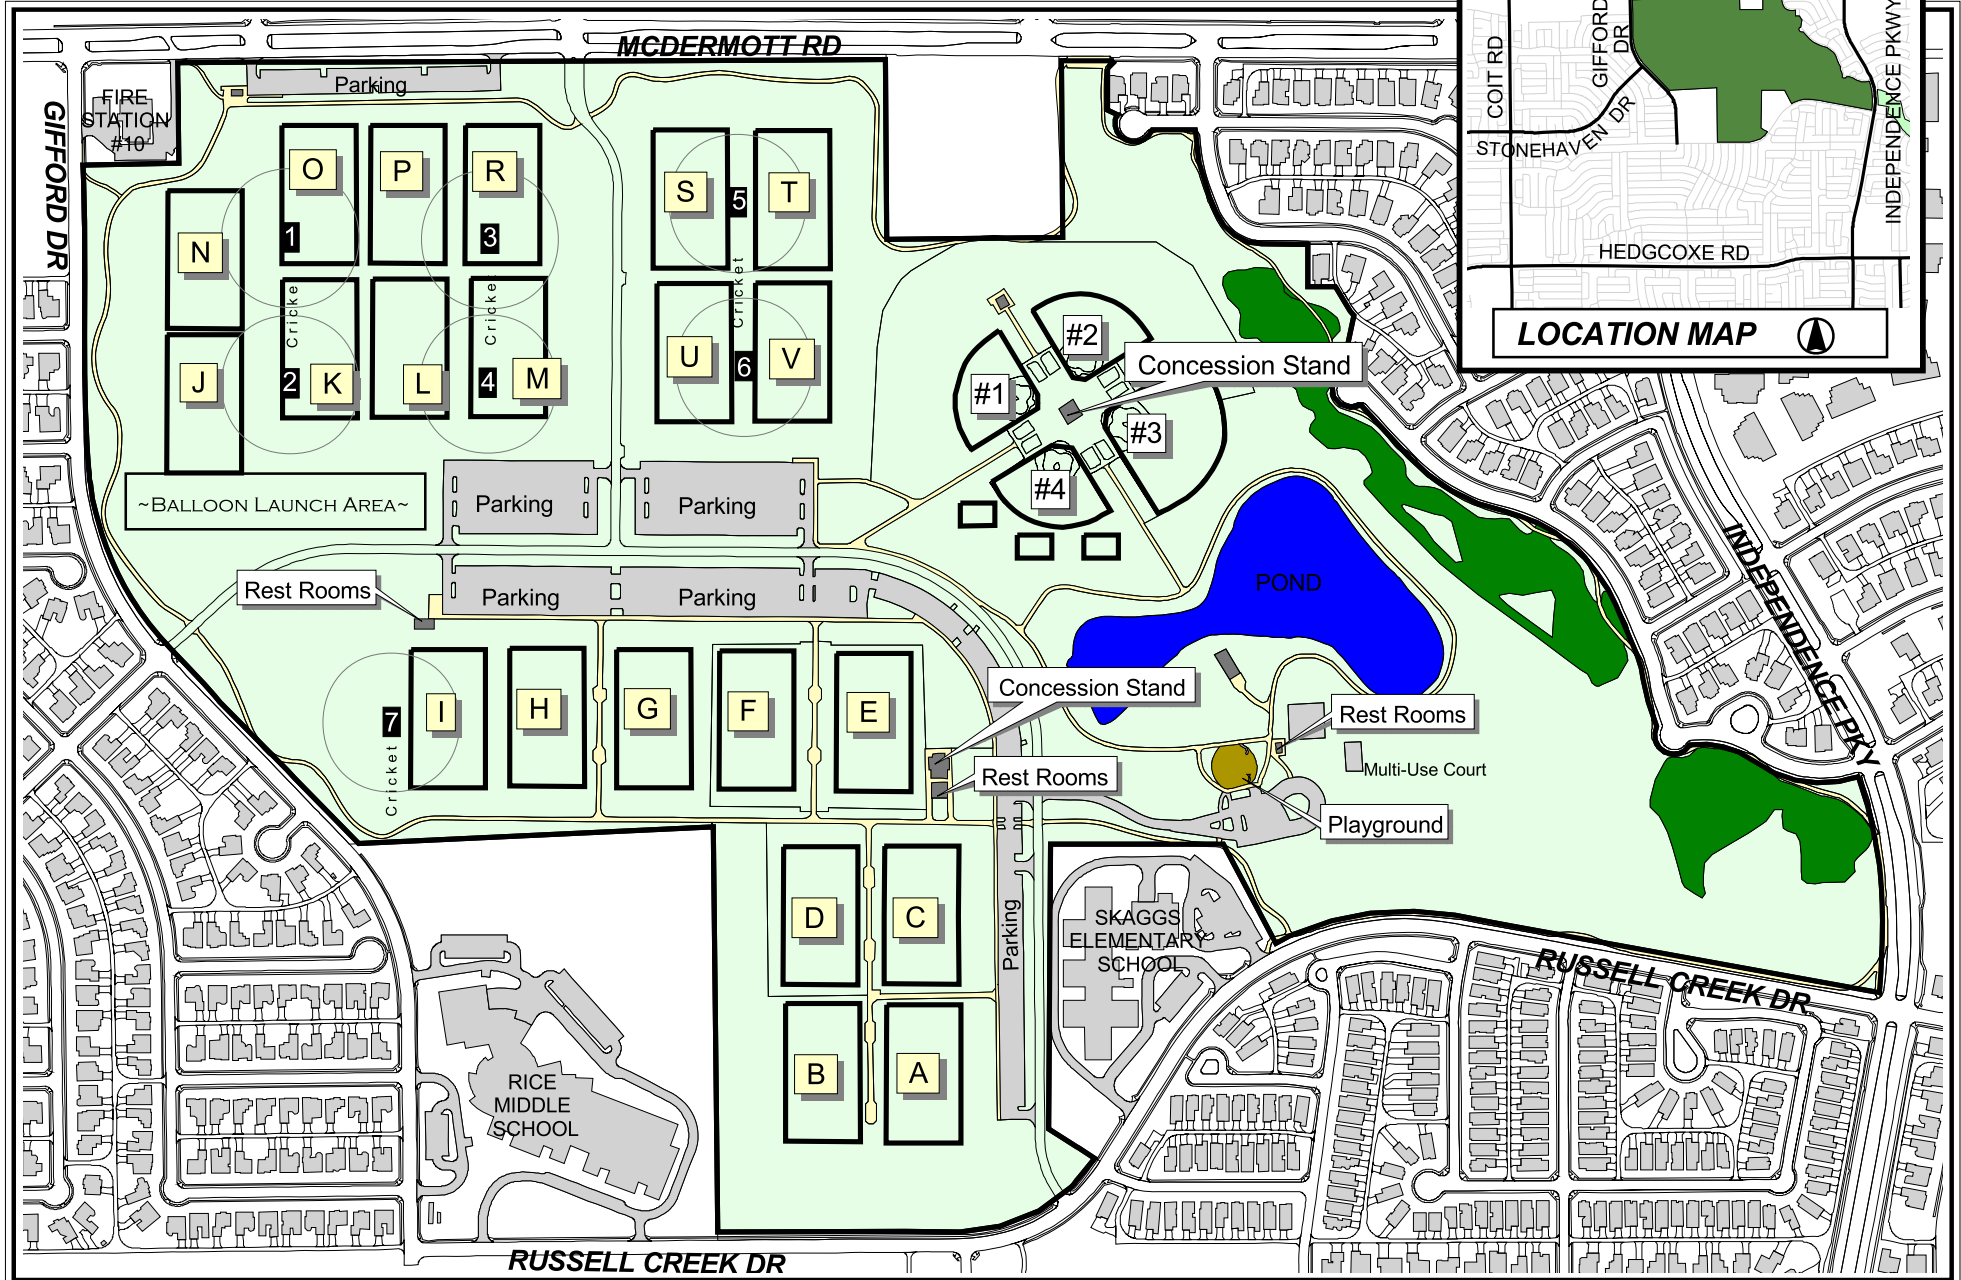 MCDERMOTT RD
Parking
FIRE
STATION
#10
GIFFORD DR
O
P
R
S
T
5
N
1
3
Cricket
Cricke
Cricke
J
2
K
L
4
M
U
6
V
#2
Concession Stand
#1
#3
#4
~BALLOON LAUNCH AREA~
Parking
Parking
POND
Rest Rooms
Parking
Parking
INDEPENDENCE PKY
7
Cricket
I
H
G
F
E
Concession Stand
Rest Rooms
Rest Rooms
Multi-Use Court
Playground
D
C
Parking
B
A
SKAGGS
ELEMENTARY
SCHOOL
RUSSELL CREEK DR
RICE
MIDDLE
SCHOOL
RUSSELL CREEK DR
COIT RD
GIFFORD
DR
STONEHAVEN DR
INDEPENDENCE PKWY
HEDGCOXE RD
LOCATION MAP